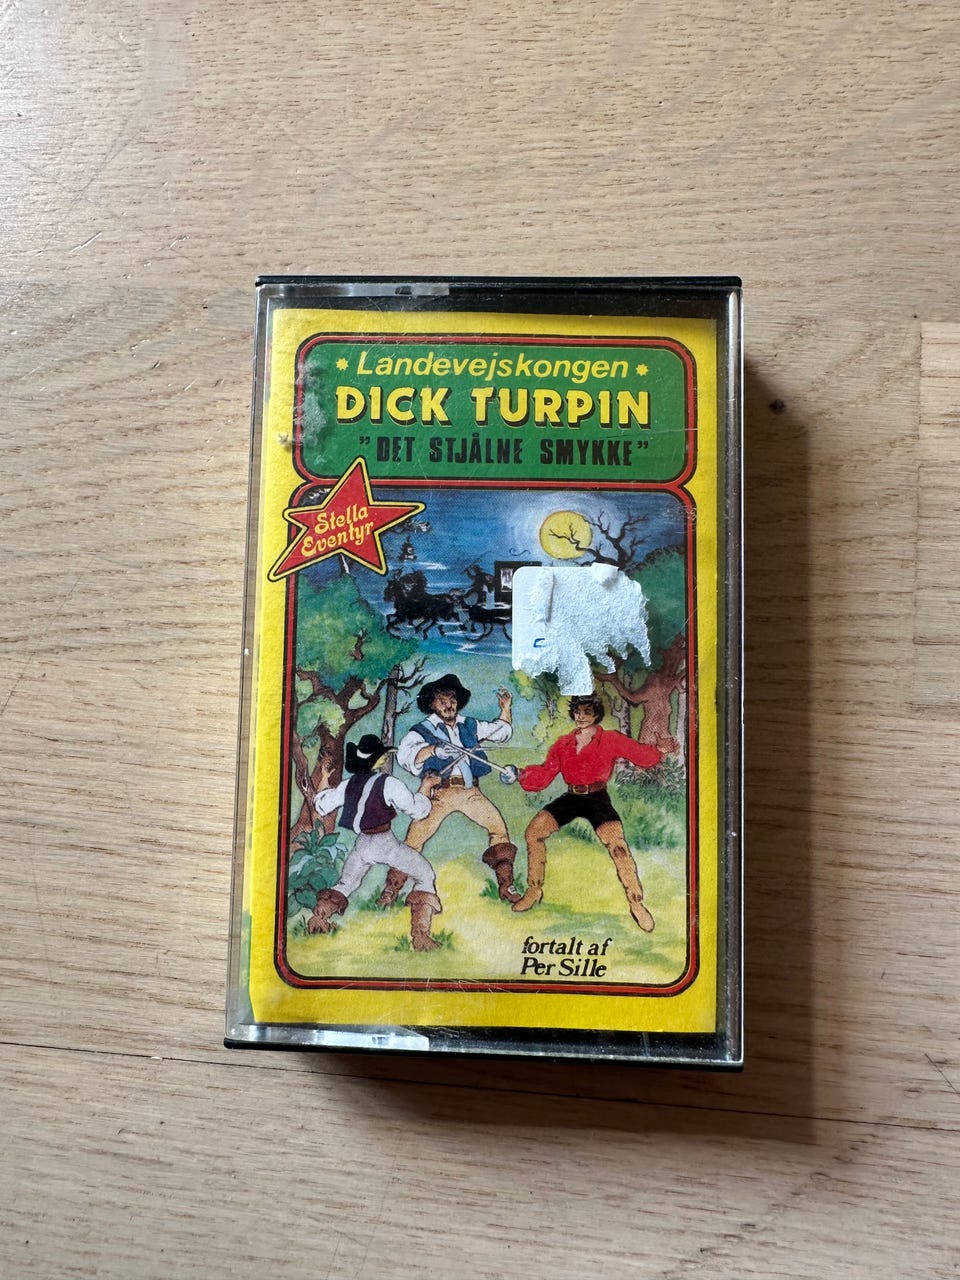 Landevejskongen
DICK TURPIN
"DET STJÅLNE SMYKKE"
Stella
Eventyr
fortalt af
Per Sille